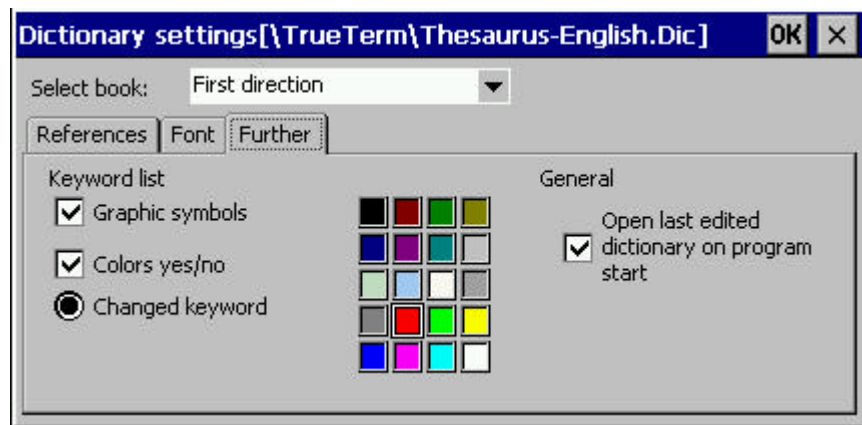 Dictionary settings[\TrueTerm\Thesaurus-English.Dic] OK ×
Select book: First direction
References Font Further
Keyword list General
Graphic symbols
Open last edited
Colors yes/no
dictionary on program
start
Changed keyword